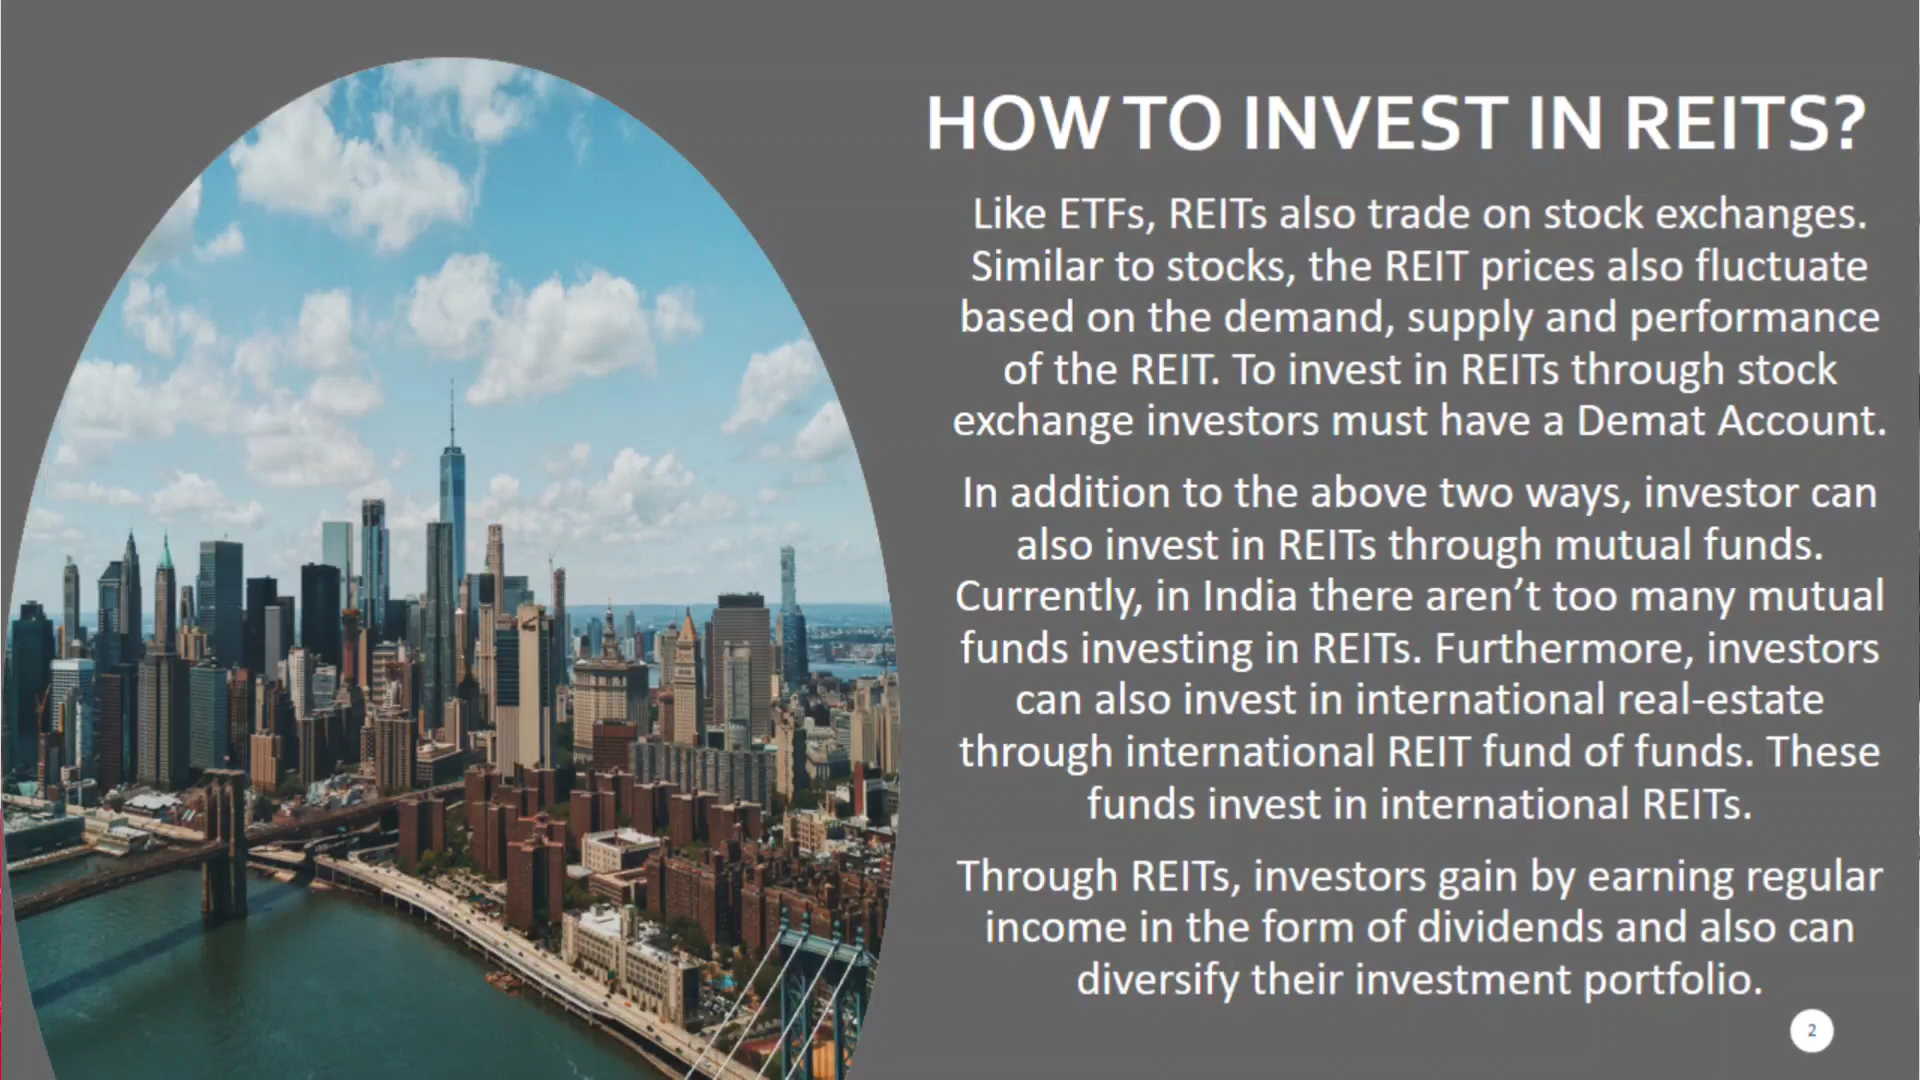 HOW TO INVEST IN REITS?
Like ETFs, REITs also trade on stock exchanges.
Similar to stocks, the REIT prices also fluctuate
based on the demand, supply and performance
of the REIT. To invest in REITs through stock
exchange investors must have a Demat Account.
In addition to the above two ways, investor can
also invest in REITs through mutual funds.
Currently, in India there aren’t too many mutual
funds investing in REITs. Furthermore, investors
can also invest in international real-estate
through international REIT fund of funds. These
funds invest in international REITs.
Through REITs, investors gain by earning regular
income in the form of dividends and also can
diversify their investment portfolio.
2